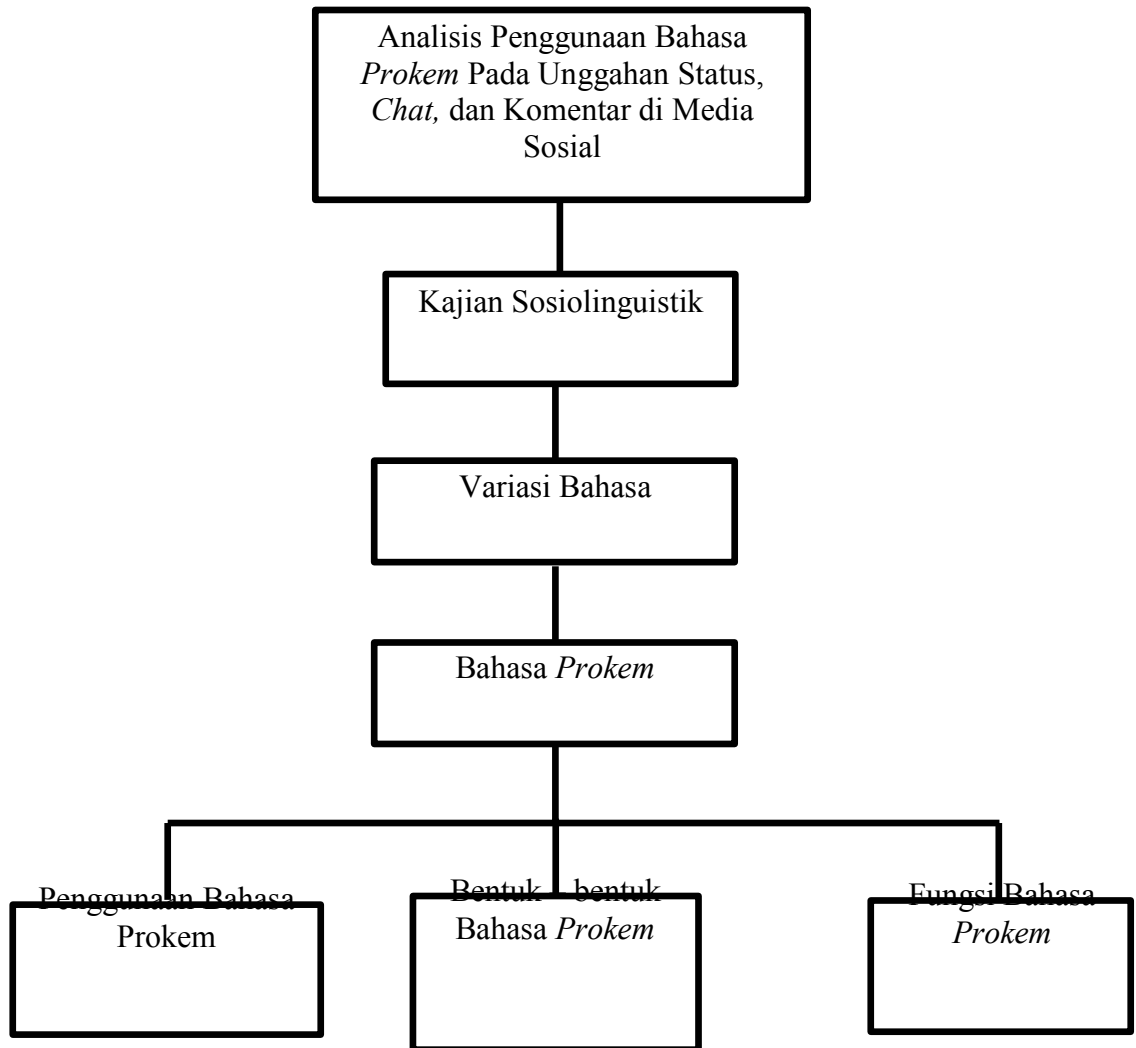 Analisis Penggunaan Bahasa
Prokem Pada Unggahan Status,
Chat, dan Komentar di Media
Sosial
Kajian Sosiolinguistik
Variasi Bahasa
Bahasa Prokem
Penggunaan Bahasa
Prokem
Bentuk – bentuk
Bahasa Prokem
Fungsi Bahasa
Prokem